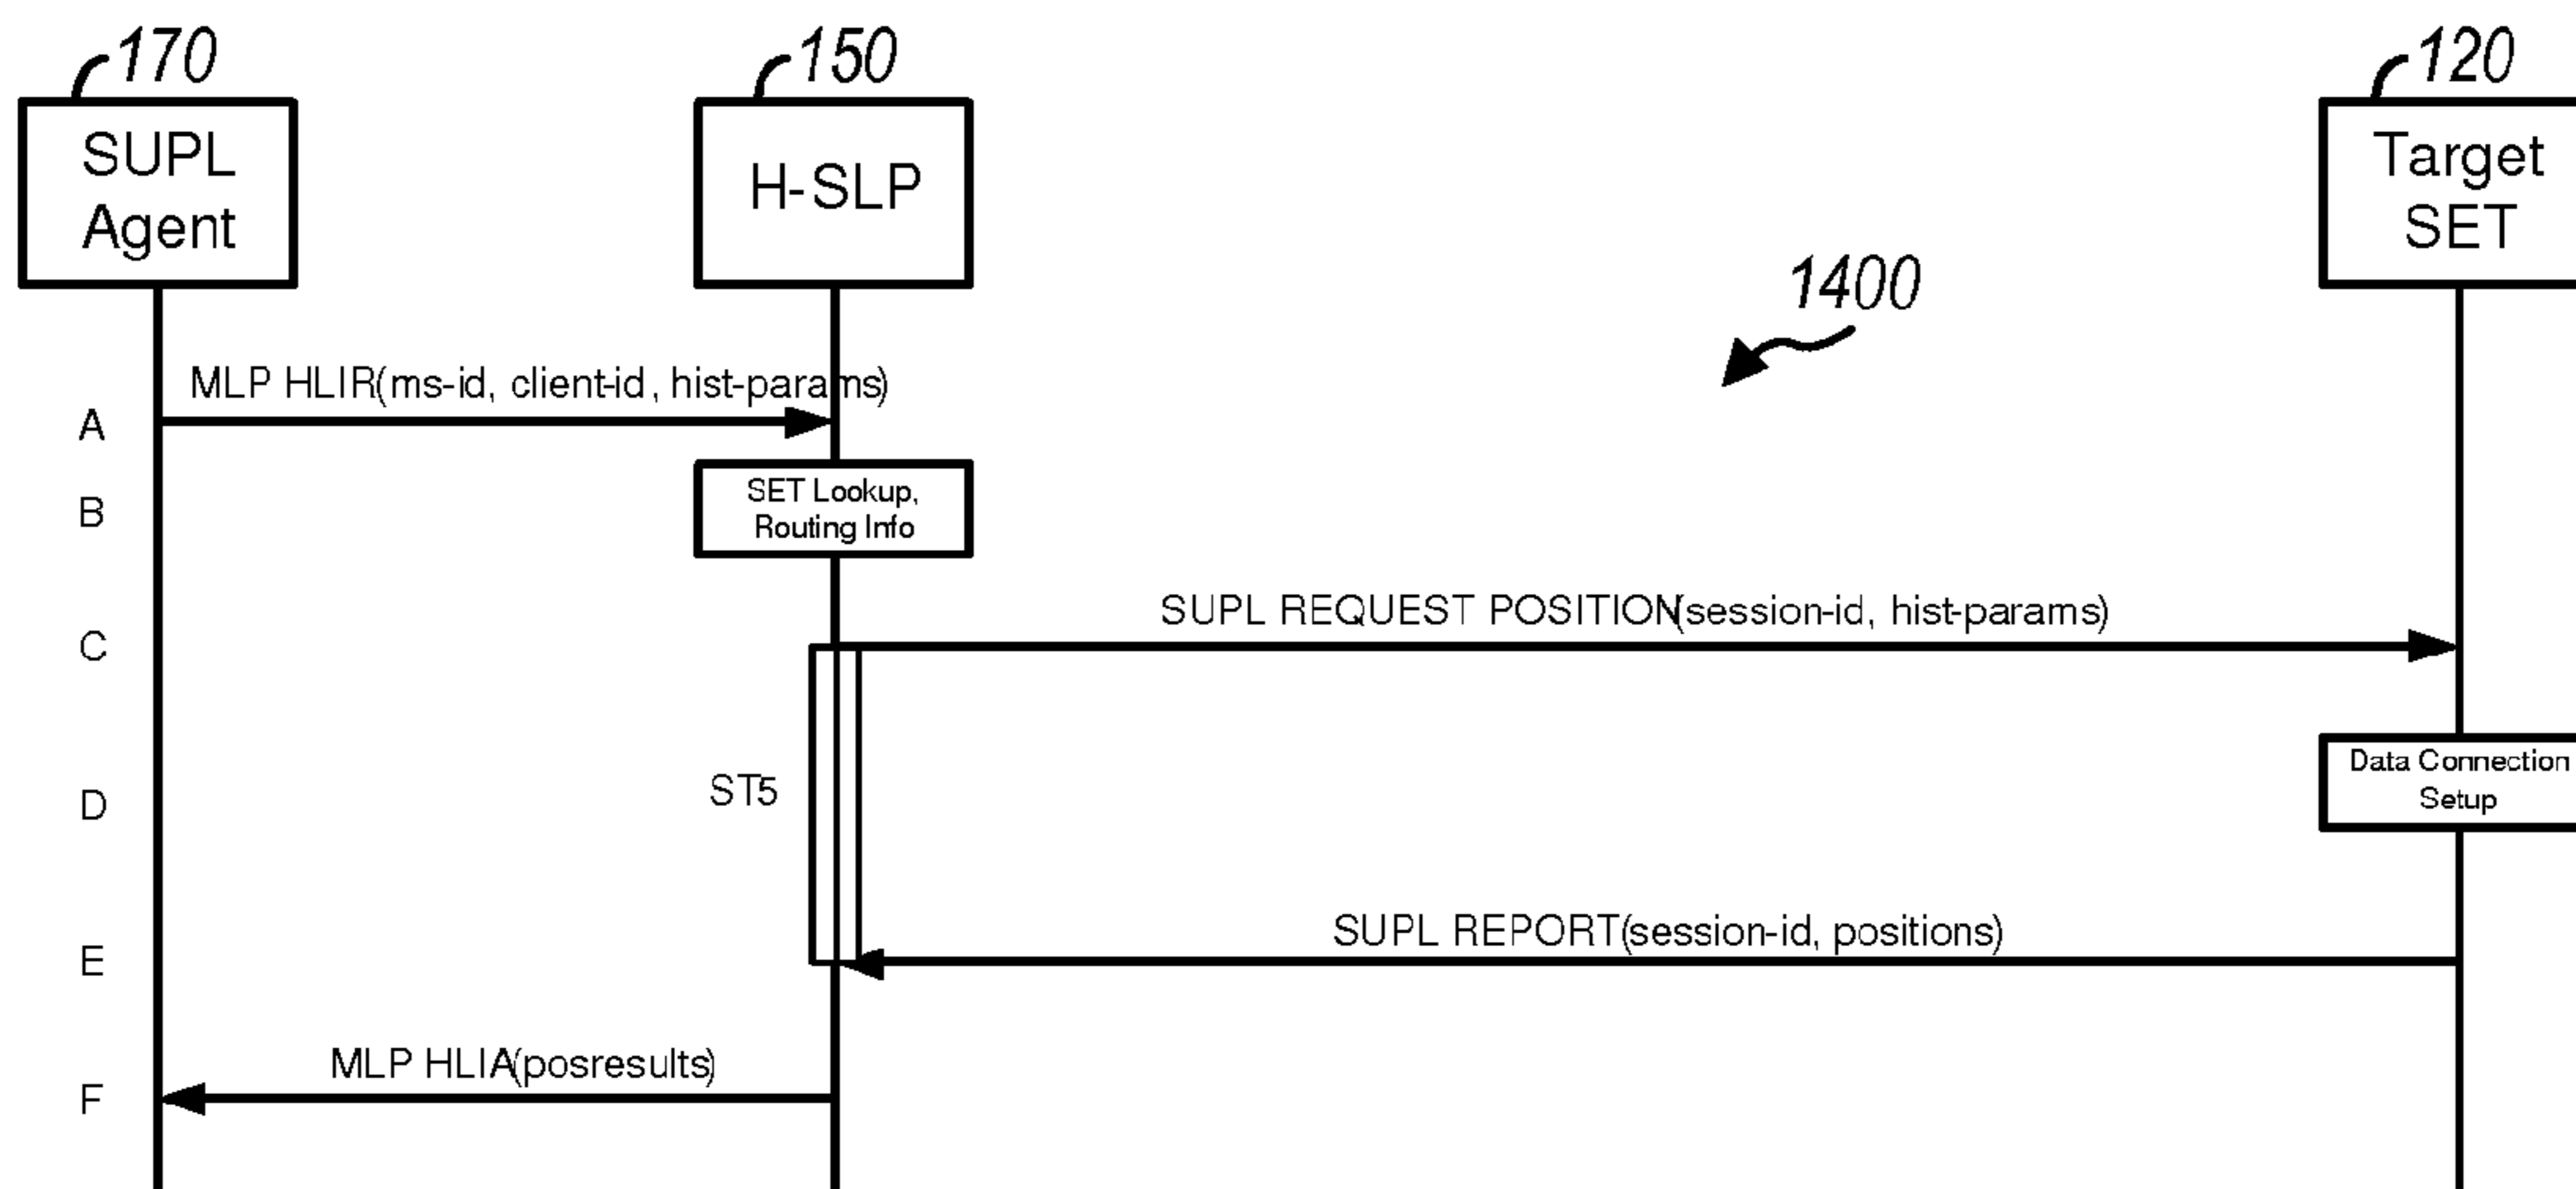 170
150
120
SUPL
Agent
H-SLP
Target
SET
1400
MLP HLIR(ms-id, client-id, hist-params)
A
SET Lookup,
Routing Info
B
SUPL REQUEST POSITION(session-id, hist-params)
C
Data Connection
Setup
ST5
D
SUPL REPORT(session-id, positions)
E
MLP HLIA(posresults)
F